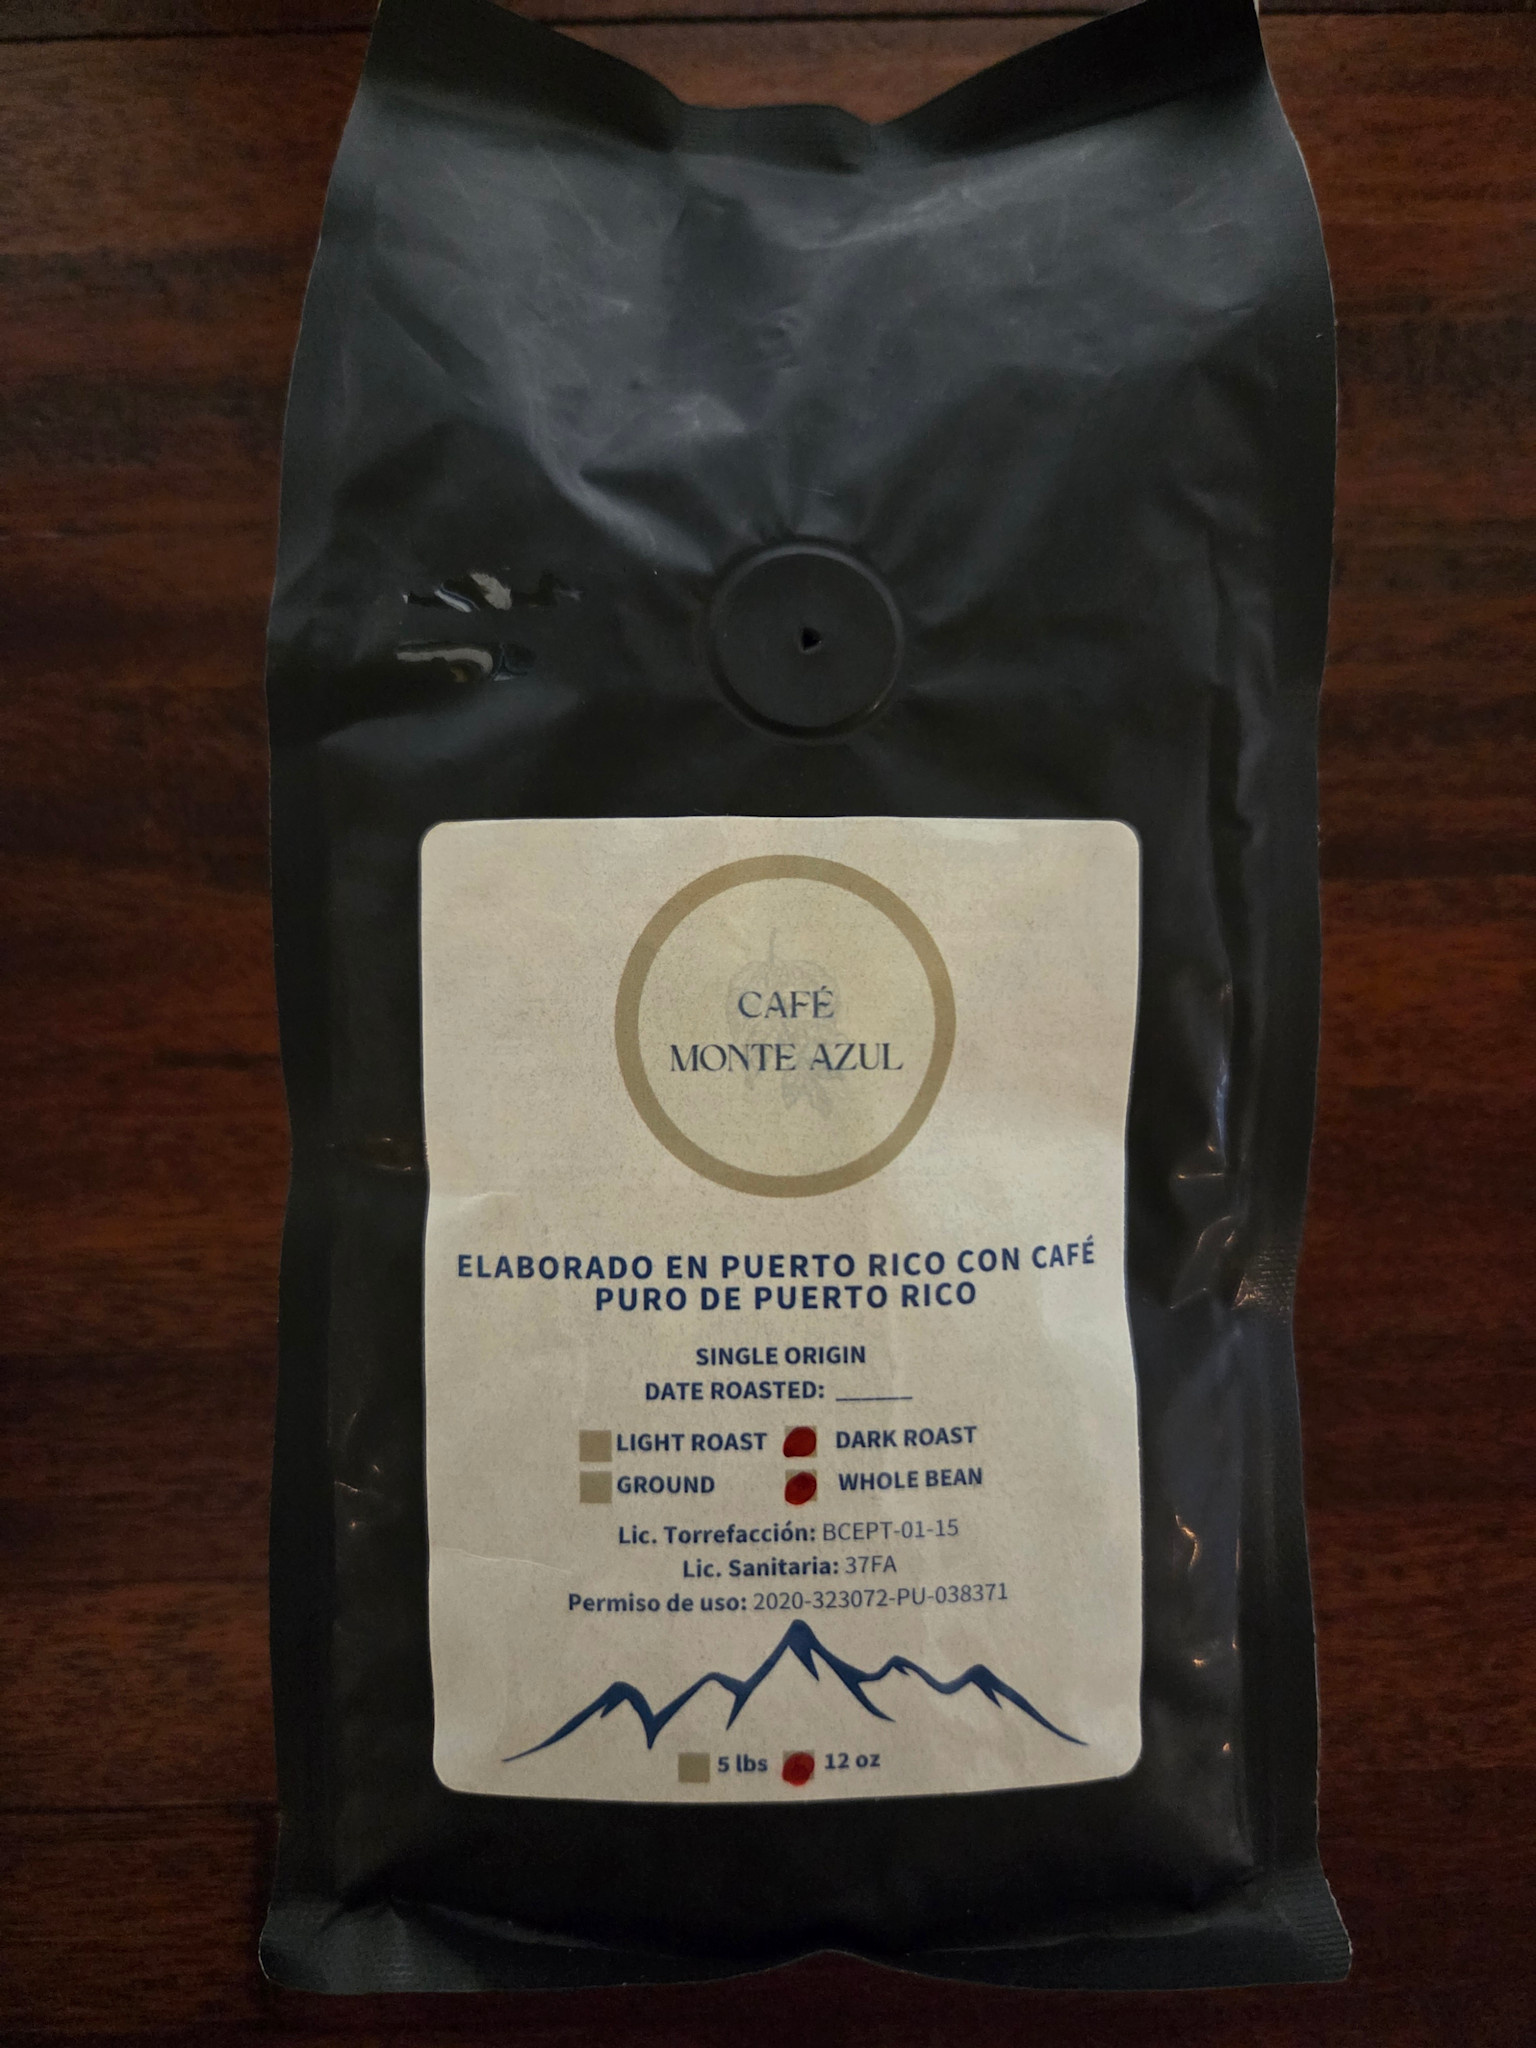 CAFÉ
MONTE AZUL
ELABORADO EN PUERTO RICO CON CAFÉ
PURO DE PUERTO RICO
SINGLE ORIGIN
DATE ROASTED: ______
LIGHT ROAST DARK ROAST
GROUND WHOLE BEAN
Lic. Torrefacción: BCEPT-01-15
Lic. Sanitaria: 37FA
Permiso de uso: 2020-323072-PU-038371
5 lbs 12 oz